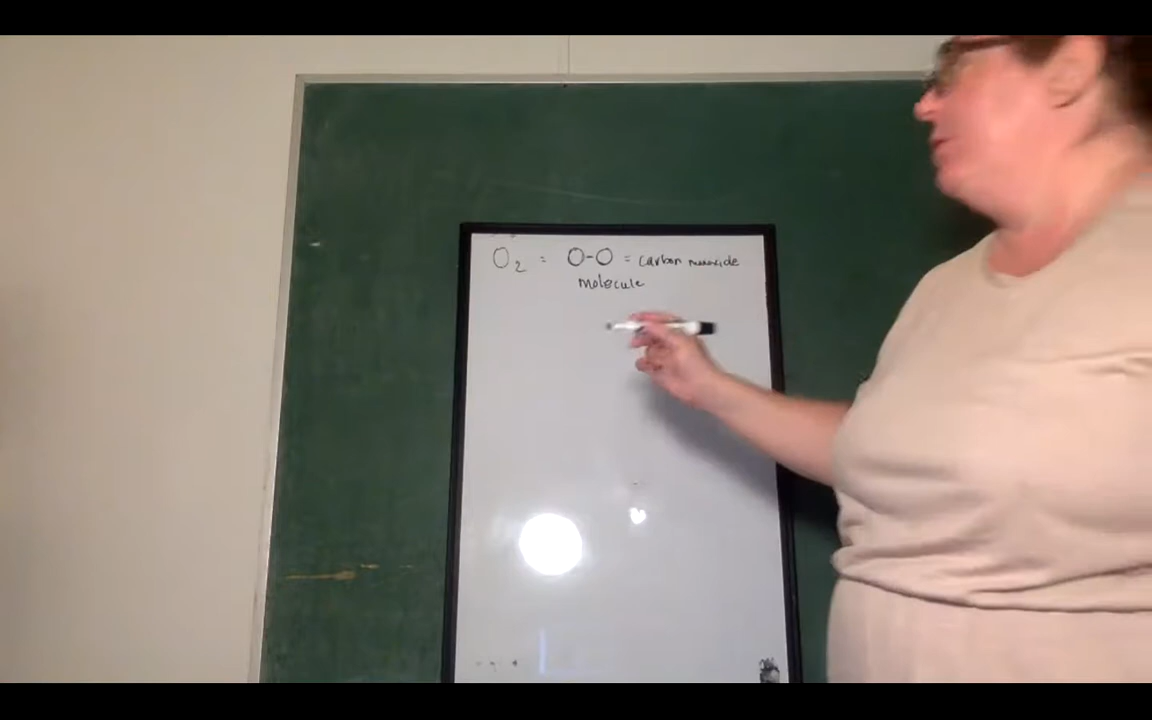 O₂ = O-O = carbon monoxide
molecule